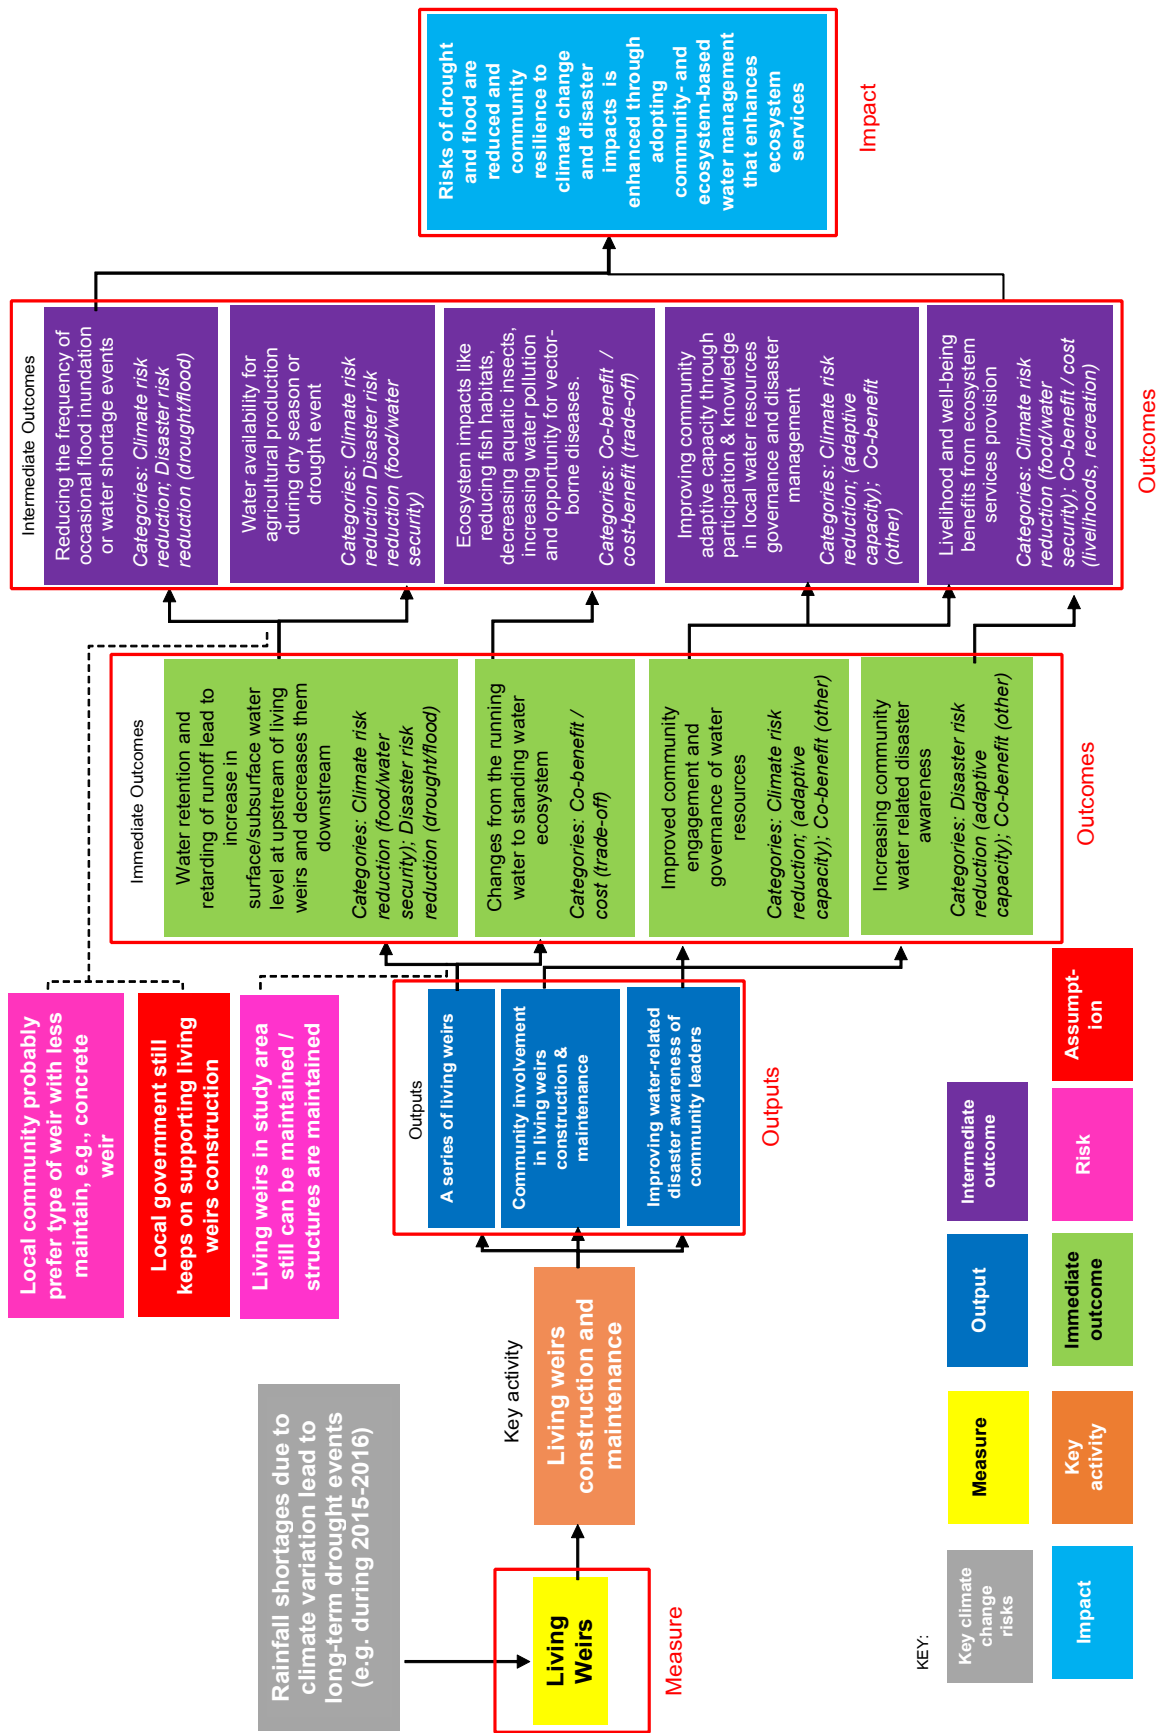 Rainfall shortages due to
climate variation lead to
long-term drought events
(e.g. during 2015-2016)
Living
Weirs
Measure
Key activity
Living weirs
construction and
maintenance
Local community probably
prefer type of weir with less
maintain, e.g., concrete
weir
Local government still
keeps on supporting living
weirs construction
Living weirs in study area
still can be maintained /
structures are maintained
Outputs
A series of living weirs
Community involvement
in living weirs
construction &
maintenance
Improving water-related
disaster awareness of
community leaders
Outputs
Immediate Outcomes
Water retention and
retarding of runoff lead to
increase in
surface/subsurface water
level at upstream of living
weirs and decreases them
downstream
Categories: Climate risk
reduction (food/water
security); Disaster risk
reduction (drought/flood)
Changes from the running
water to standing water
ecosystem
Categories: Co-benefit /
cost (trade-off)
Improved community
engagement and
governance of water
resources
Categories: Climate risk
reduction; (adaptive
capacity); Co-benefit (other)
Increasing community
water related disaster
awareness
Categories: Disaster risk
reduction (adaptive
capacity); Co-benefit (other)
Outcomes
Intermediate Outcomes
Reducing the frequency of
occasional flood inundation
or water shortage events
Categories: Climate risk
reduction; Disaster risk
reduction (drought/flood)
Water availability for
agricultural production
during dry season or
drought event
Categories: Climate risk
reduction Disaster risk
reduction (food/water
security)
Ecosystem impacts like
reducing fish habitats,
decreasing aquatic insects,
increasing water pollution
and opportunity for vector-
borne diseases.
Categories: Co-benefit /
cost-benefit (trade-off)
Improving community
adaptive capacity through
participation & knowledge
in local water resources
governance and disaster
management
Categories: Climate risk
reduction; (adaptive
capacity); Co-benefit
(other)
Livelihood and well-being
benefits from ecosystem
services provision
Categories: Climate risk
reduction (food/water
security); Co-benefit / cost
(livelihoods, recreation)
Outcomes
Risks of drought
and flood are
reduced and
community
resilience to
climate change
and disaster
impacts is
enhanced through
adopting
community- and
ecosystem-based
water management
that enhances
ecosystem
services
Impact
KEY:
Key climate
change
risks
Measure
Output
Intermediate
outcome
Impact
Key
activity
Immediate
outcome
Risk
Assumpt-
ion